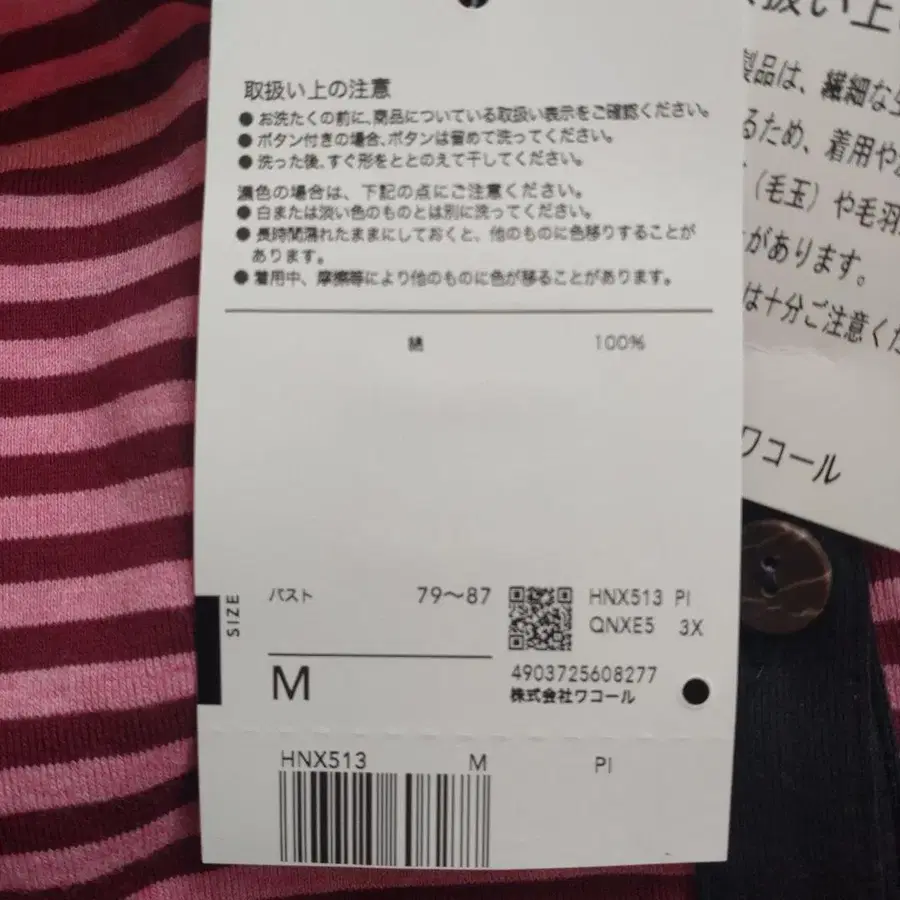 取扱い上の注意
●お洗たくの前に、商品についている取扱い表示をご確認ください。
●ボタン付きの場合、ボタンは留めて洗ってください。
●洗った後、すぐ形をととのえて干してください。
濃色の場合は、下記の点にご注意ください。
●白または淡い色のものとは別に洗ってください。
●長時間濡れたままにしておくと、他のものに色移りすることが
あります。
●着用中、摩擦等により他のものに色が移ることがあります。
綿 100%
SIZE
バスト 79〜87
M
HNX513 PI
QNXE5 3X
4903725608277
株式会社ワコール
HNX513 M PI
扱い上
製品は、繊細な
るため、着用や
（毛玉）や毛羽
があります。
は十分ご注意く
ワコール